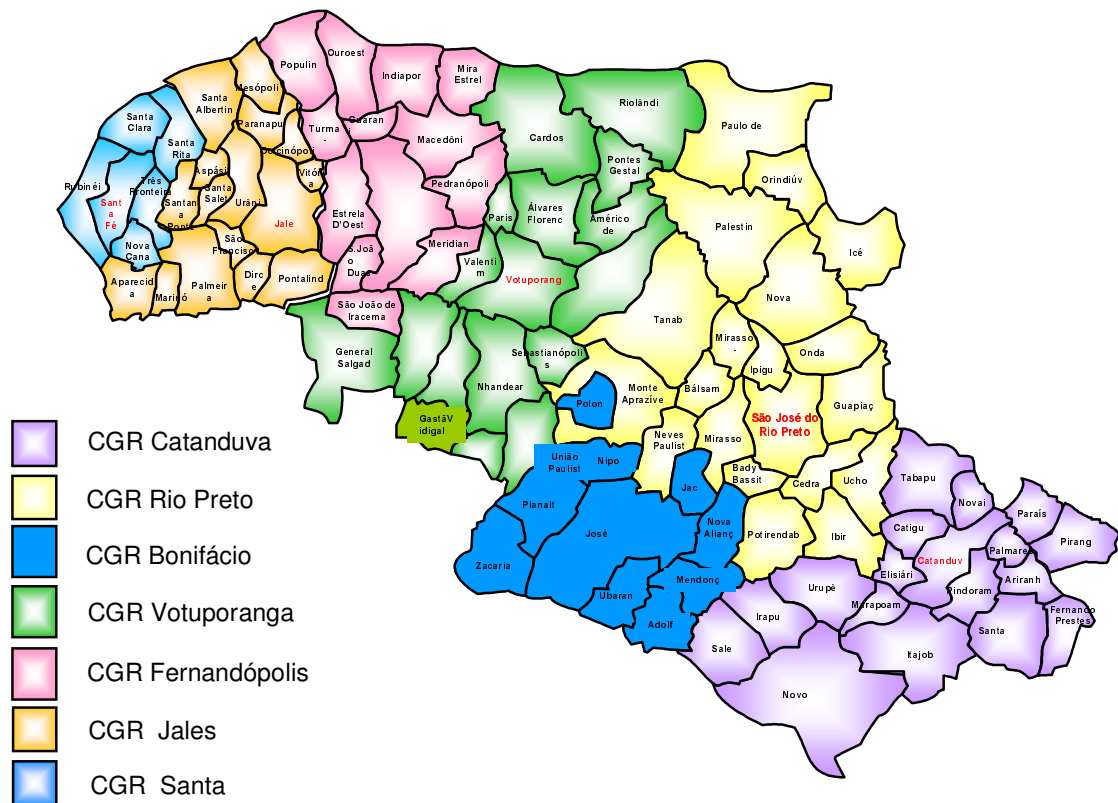 Populin
Ouroest
Indiapor
Mira
Estrel
Mesópoli
Santa
Albertin
Santa
Clara
Santa
Rita
Paranapu
Turma
-
Guarani
Macedôni
Dolcinópoli
Cardos
Riolândi
Paulo de
Pontes
Gestal
Orindiúv
Rubinéi
Três
Fronteira
Sant
a
Fé
Aspási
Santa
Salet
Santan
a
Ponte
Urâni
Vitóri
a
Jale
Pedranópoli
Estrela
D'Oest
Paris
Álvares
Florenc
Américo
de
Palestin
Icé
Nova
Cana
São
Francisc
S.Joã
o
Duas
Meridian
Valentim
Votuporang
Aparecid
a
Marinó
Palmeir
a
Dirc
e
Pontalind
São João de
Iracema
Nova
Tanab
Mirasso
-
Onda
Ipigu
General
Salgad
Sebastianópoli
s
Nhandear
Monte
Aprazíve
Bálsam
Polon
Guapiaç
São José do
Rio Preto
GastãV
idigal
Neves
Paulist
Mirasso
União
Paulist
Nipo
Bady
Bassit
Cedra
Ucho
Tabapu
Jac
Novai
Planalt
José
Nova
Alianç
Potirendab
Ibir
Catigu
Paraís
Pirang
Palmares
Zacaria
Mendonç
Elisiári
Catanduv
Ariranh
Ubaran
Adolf
Urupê
Pindoram
Marapoam
Irapu
Fernando
Prestes
Sale
Itajob
Santa
Novo
CGR Catanduva
CGR Rio Preto
CGR Bonifácio
CGR Votuporanga
CGR Fernandópolis
CGR Jales
CGR Santa